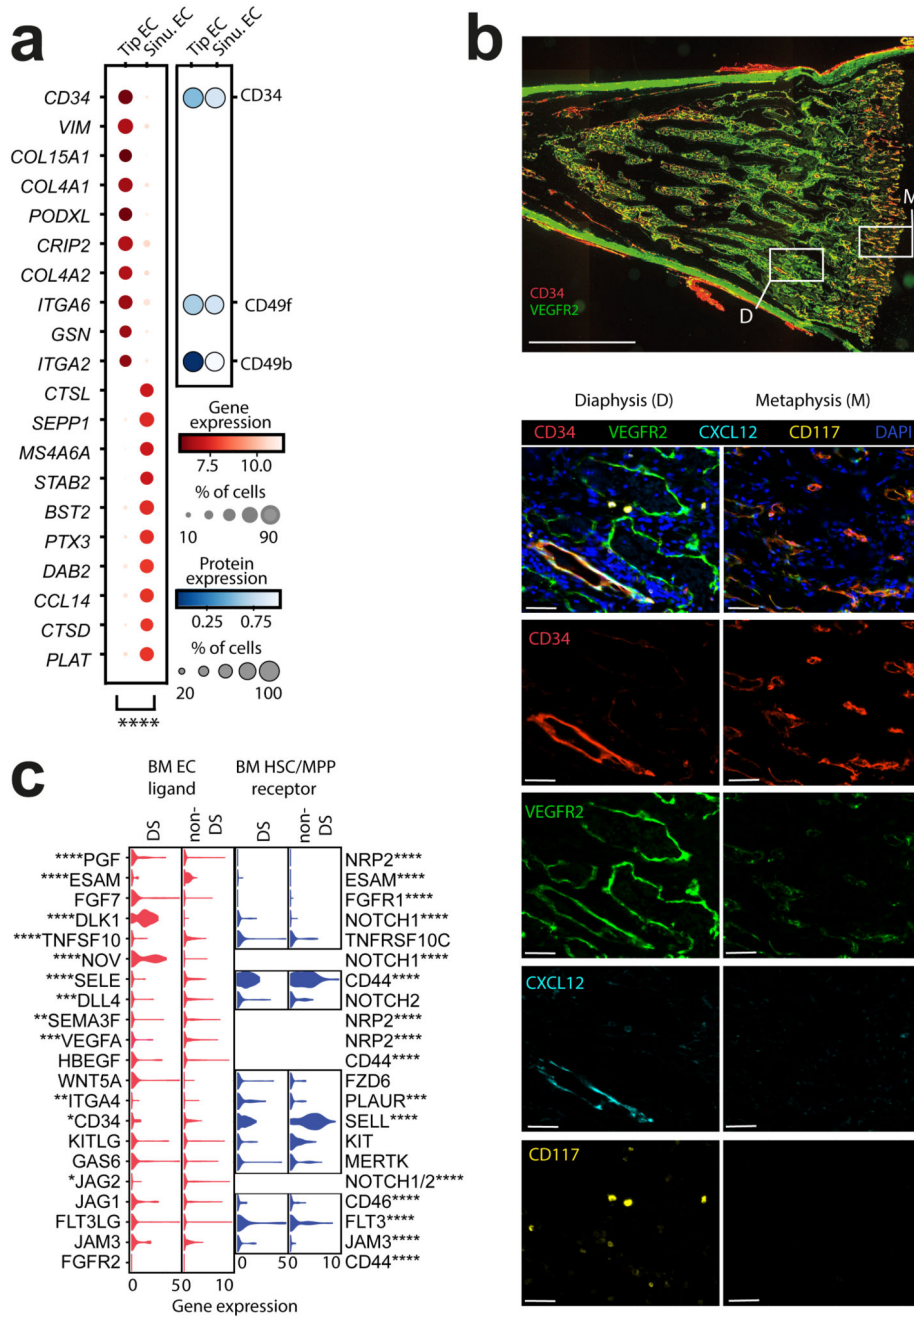 a
Tip EC
Sinu. EC
Tip EC
Sinu. EC
CD34
VIM
COL15A1
COL4A1
PODXL
CRIP2
COL4A2
ITGA6
GSN
ITGA2
CTSL
SEPP1
MS4A6A
STAB2
BST2
PTX3
DAB2
CCL14
CTSD
PLAT
****
CD34
CD49f
CD49b
Gene
expression
7.5 10.0
% of cells
10 90
Protein
expression
0.25 0.75
% of cells
20 100
b
M
D
CD34
VEGFR2
Diaphysis (D) Metaphysis (M)
CD34 VEGFR2 CXCL12 CD117 DAPI
CD34
VEGFR2
CXCL12
CD117
c
BM EC
ligand
BM HSC/MPP
receptor
DS
non-
DS
DS
non-
DS
****PGF NRP2****
****ESAM ESAM****
FGF7 FGFR1****
****DLK1 NOTCH1****
****TNFSF10 TNFRSF10C
****NOV NOTCH1****
****SELE CD44****
***DLL4 NOTCH2
**SEMA3F NRP2****
***VEGFA NRP2****
HBEGF CD44****
WNT5A FZD6
**ITGA4 PLAUR***
*CD34 SELL****
KITLG KIT
GAS6 MERTK
*JAG2 NOTCH1/2****
JAG1 CD46****
FLT3LG FLT3****
JAM3 JAM3****
FGFR2 CD44****
0 50 10 0 50 10
Gene expression